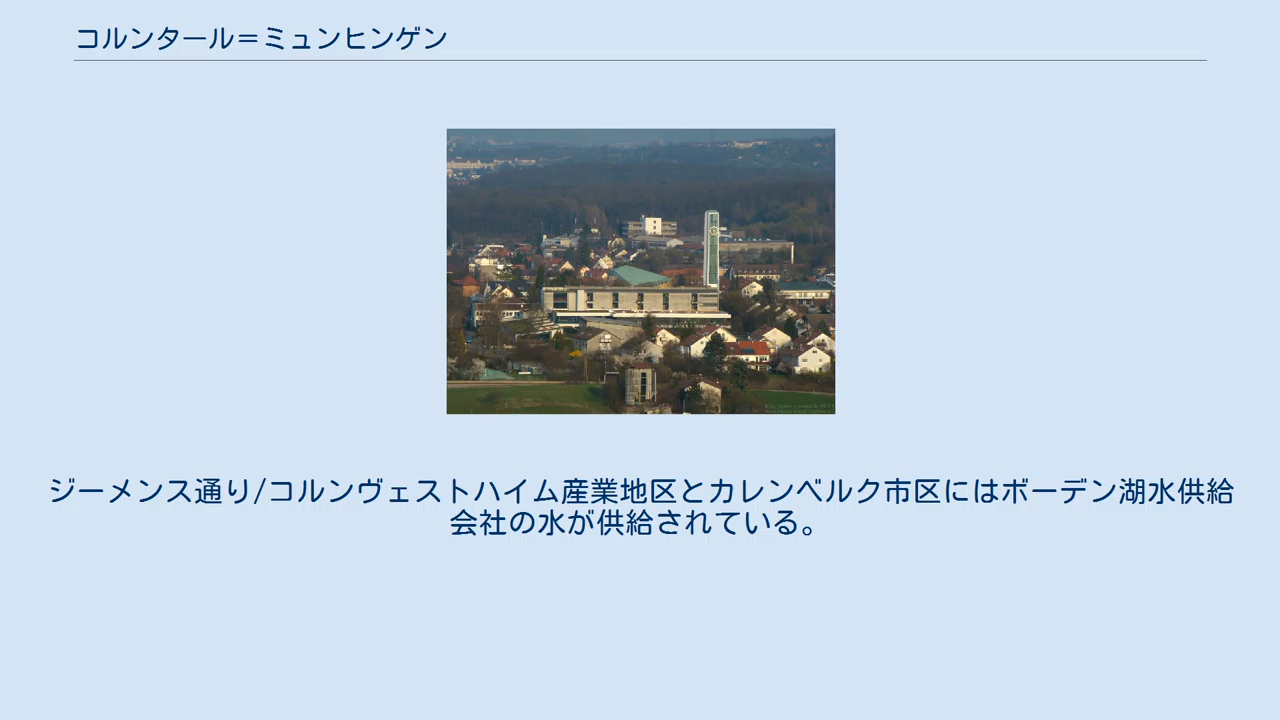 コルンタール＝ミュンヒンゲン
ジーメンス通り/コルンヴェストハイム産業地区とカレンベルク市区にはボーデン湖水供給
会社の水が供給されている。